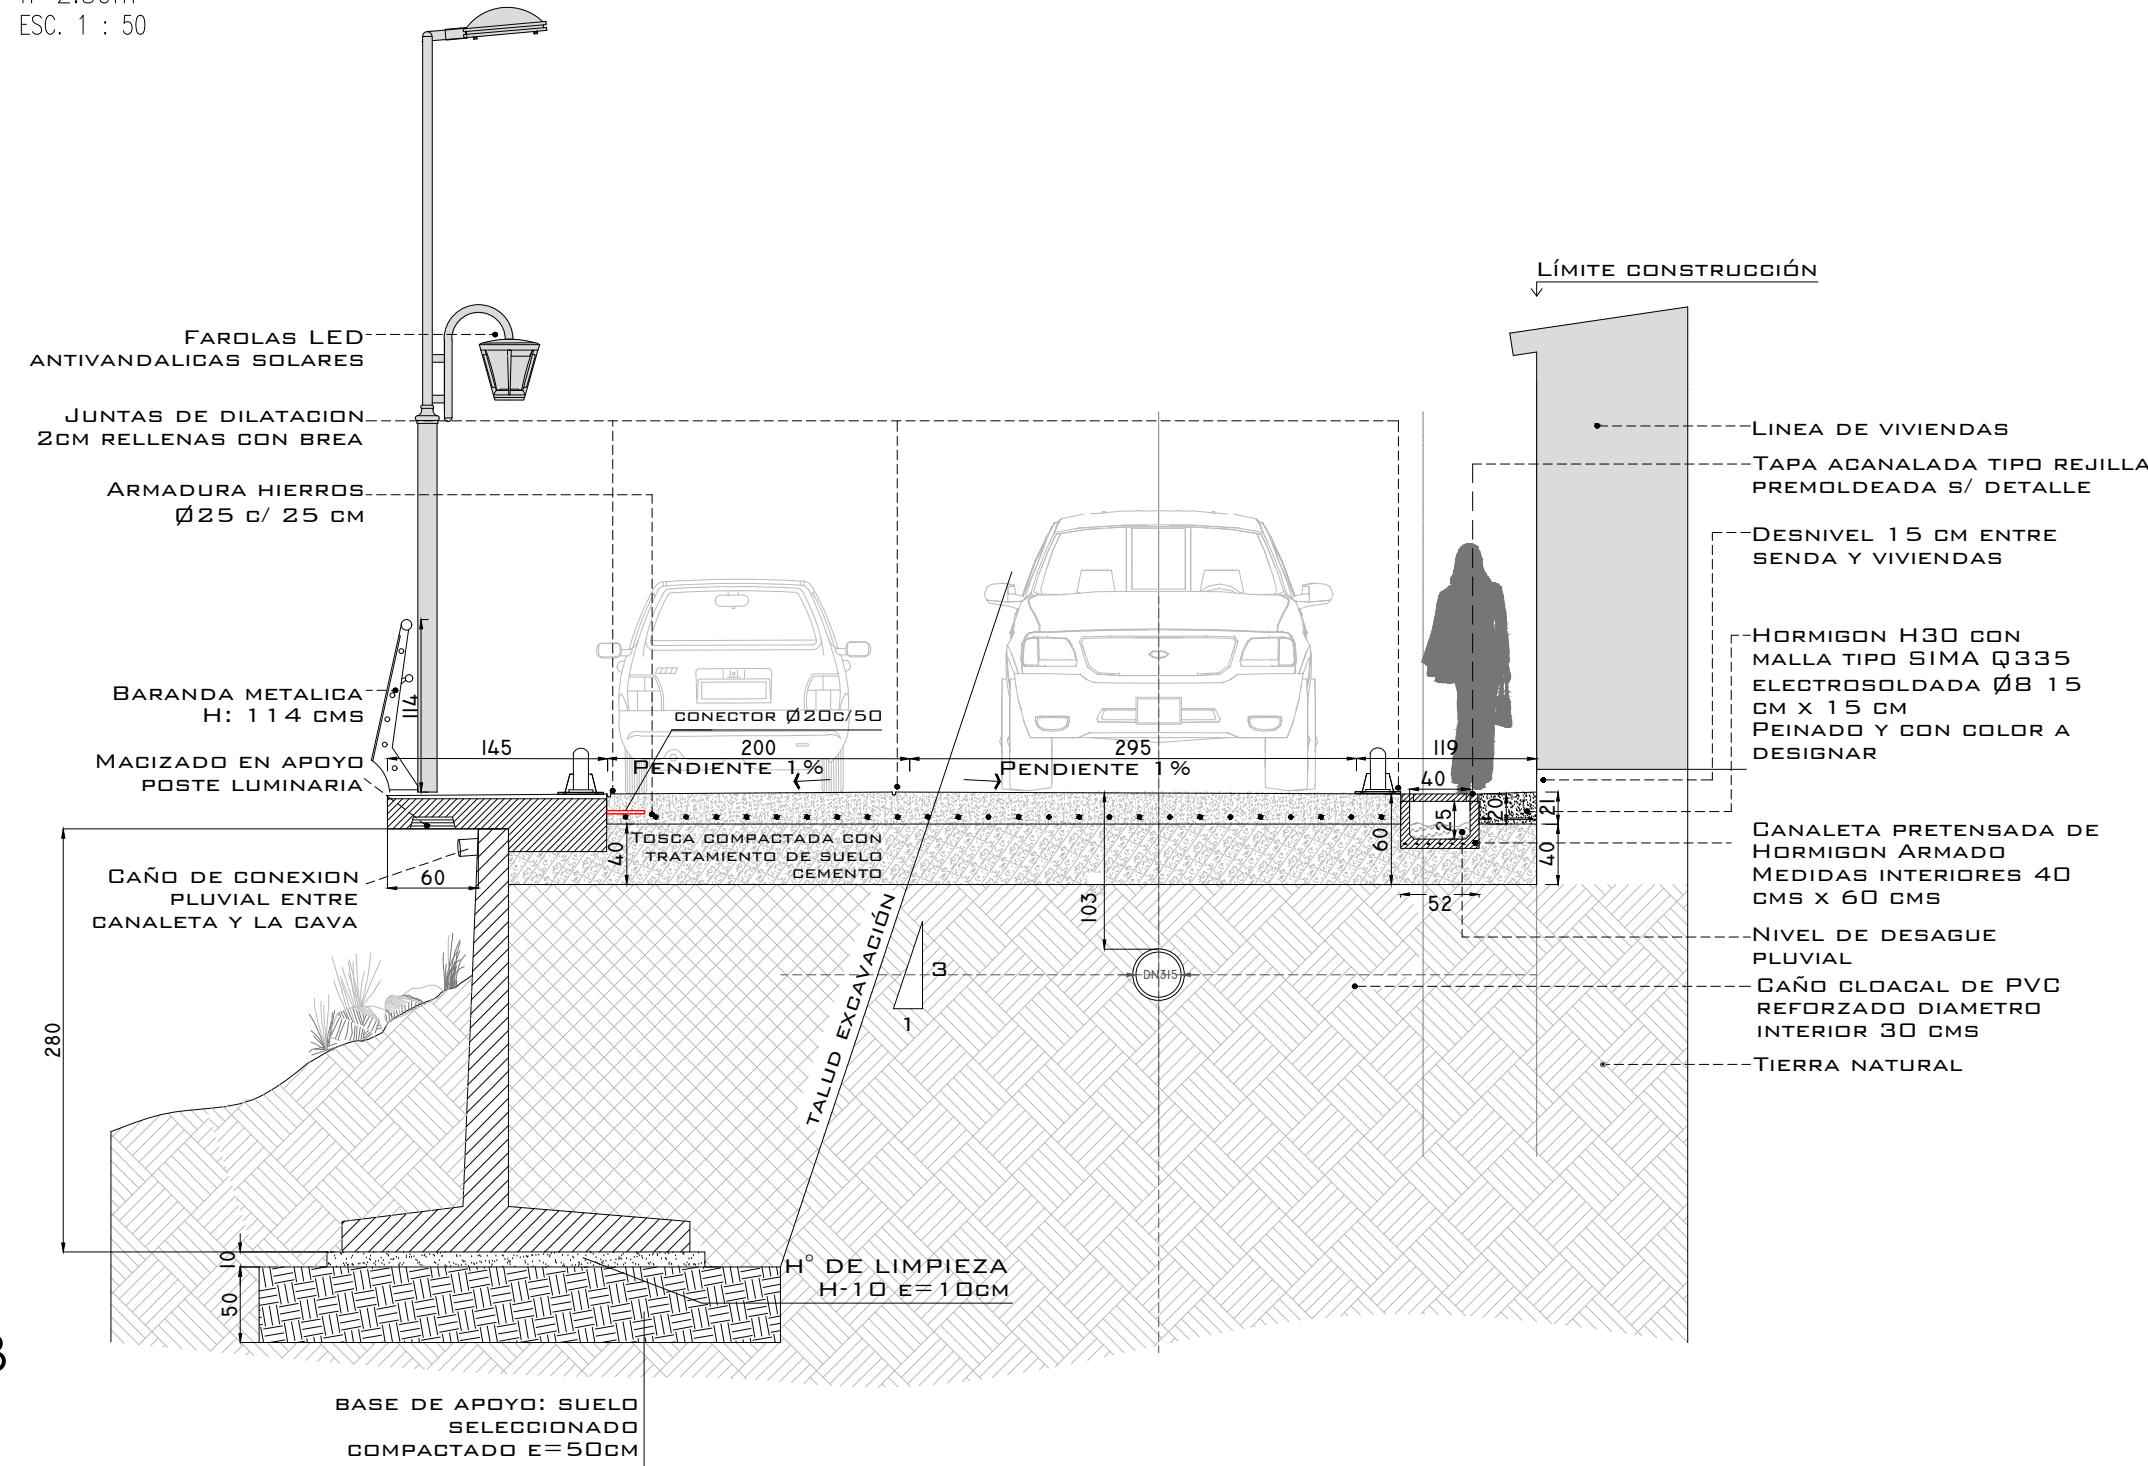 ESC. 1 : 50
LÍMITE CONSTRUCCIÓN
FAROLAS LED
ANTIVANDALICAS SOLARES
JUNTAS DE DILATACION
2CM RELLENAS CON BREA
ARMADURA HIERROS
Ø25 C/ 25 CM
BARANDA METALICA
H: 114 CMS
MACIZADO EN APOYO
POSTE LUMINARIA
CAÑO DE CONEXION
PLUVIAL ENTRE
CANALETA Y LA CAVA
114
CONECTOR Ø20C/50
145
200
295
119
PENDIENTE 1%
PENDIENTE 1%
40
20
21
25
60
40
52
40
TOSCA COMPACTADA CON
TRATAMIENTO DE SUELO
CEMENTO
60
103
DN315
TALUD EXCAVACIÓN
3
1
280
10
50
H° DE LIMPIEZA
H-10 E=10CM
BASE DE APOYO: SUELO
SELECCIONADO
COMPACTADO E=50CM
LINEA DE VIVIENDAS
TAPA ACANALADA TIPO REJILLA
PREMOLDEADA S/ DETALLE
DESNIVEL 15 CM ENTRE
SENDA Y VIVIENDAS
HORMIGON H30 CON
MALLA TIPO SIMA Q335
ELECTROSOLDADA Ø8 15
CM X 15 CM
PEINADO Y CON COLOR A
DESIGNAR
CANALETA PRETENSADA DE
HORMIGON ARMADO
MEDIDAS INTERIORES 40
CMS X 60 CMS
NIVEL DE DESAGUE
PLUVIAL
CAÑO CLOACAL DE PVC
REFORZADO DIAMETRO
INTERIOR 30 CMS
TIERRA NATURAL